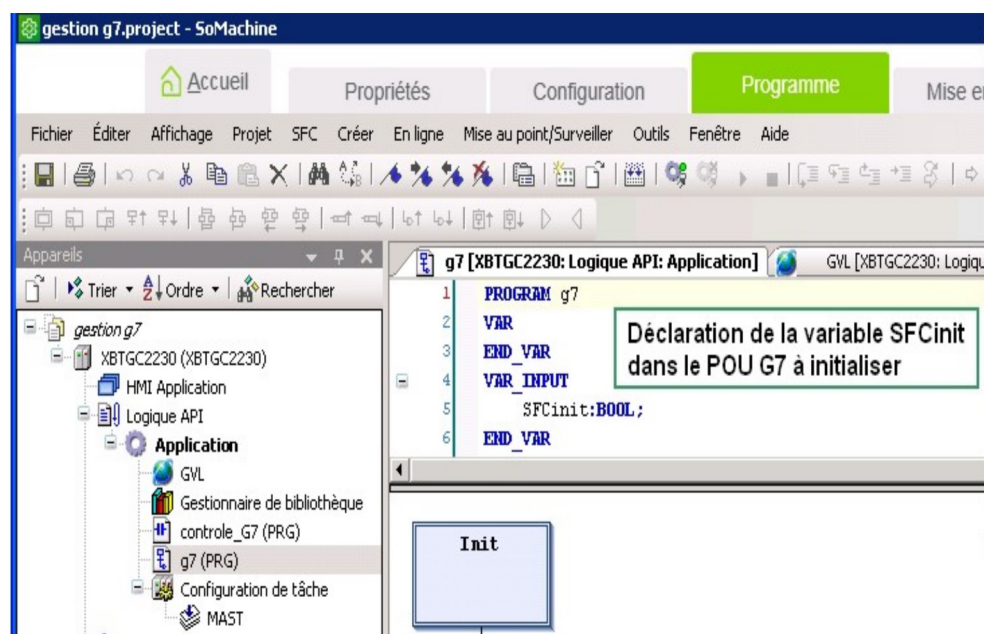 gestion g7.project - SoMachine
Accueil
Propriétés
Configuration
Programme
Mise e
Fichier Éditer Affichage Projet SFC Créer En ligne Mise au point/Surveiller Outils Fenêtre Aide
Appareils
Trier Ordre Rechercher
gestion g7
XBTGC2230 (XBTGC2230)
HMI Application
Logique API
Application
GVL
Gestionnaire de bibliothèque
controle_G7 (PRG)
g7 (PRG)
Configuration de tâche
MAST
g7 [XBTGC2230: Logique API: Application]
GVL [XBTGC2230: Logiqu
1 PROGRAM g7
2 VAR
3 END_VAR
4 VAR_INPUT
5 SFCinit:BOOL;
6 END_VAR
Déclaration de la variable SFCinit
dans le POU G7 à initialiser
Init